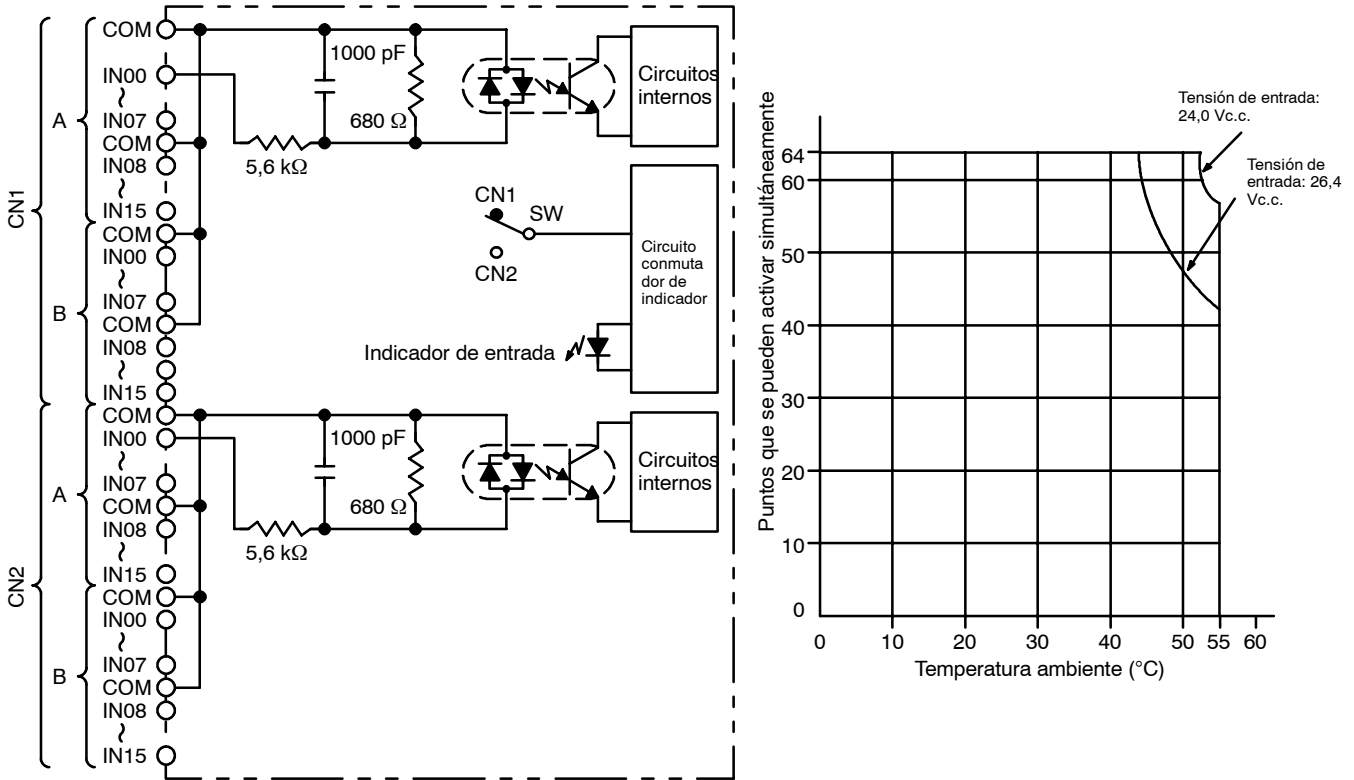 CN1
A
COM
IN00
IN07
COM
IN08
IN15
B
COM
IN00
IN07
COM
IN08
IN15
1000 pF
680 Ω
5,6 kΩ
Circuitos
internos
CN1
SW
CN2
Circuito
conmuta
dor de
indicador
Indicador de entrada
CN2
A
COM
IN00
IN07
COM
IN08
IN15
B
COM
IN00
IN07
COM
IN08
IN15
1000 pF
680 Ω
5,6 kΩ
Circuitos
internos
Puntos que se pueden activar simultáneamente
Tensión de entrada:
24,0 Vc.c.
Tensión de
entrada: 26,4
Vc.c.
64
60
50
40
30
20
10
0
0 10 20 30 40 50 55 60
Temperatura ambiente (°C)